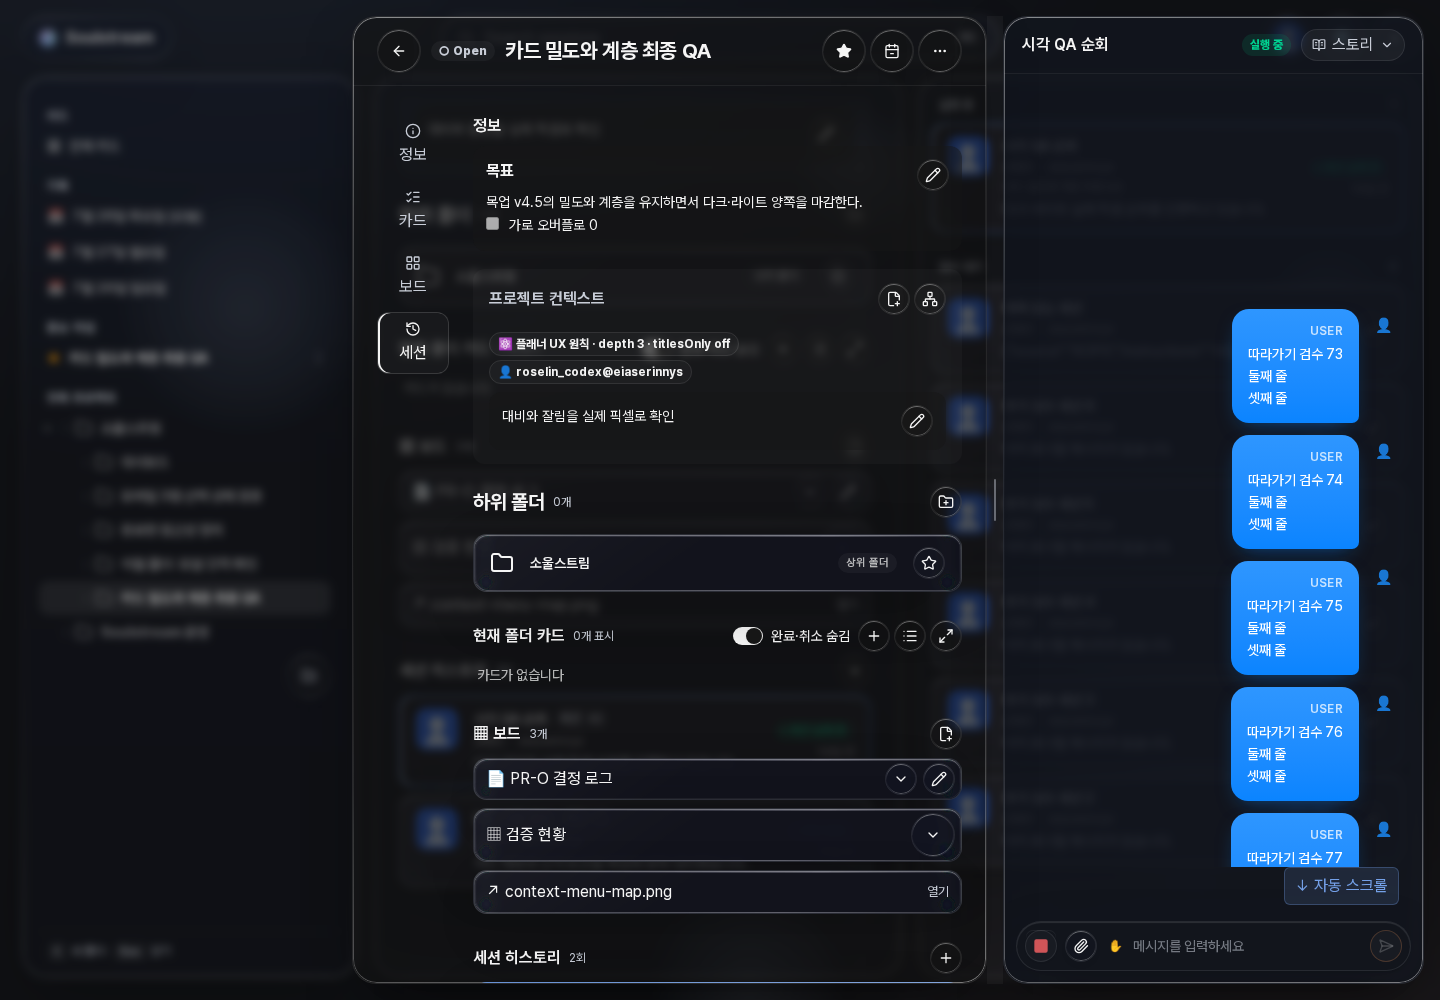 Open
카드 밀도와 계층 최종 QA
정보
카드
보드
세션
정보
목표
목업 v4.5의 밀도와 계층을 유지하면서 다크·라이트 양쪽을 마감한다.
가로 오버플로 0
프로젝트 컨텍스트
플래너 UX 원칙 · depth 3 · titlesOnly off
roselin_codex@eiaserinnys
대비와 잘림을 실제 픽셀로 확인
하위 폴더 0개
소울스트림
상위 폴더
현재 폴더 카드 0개 표시
완료·취소 숨김
카드가 없습니다
보드 3개
PR-O 결정 로그
검증 현황
context-menu-map.png
열기
세션 히스토리 2회
시각 QA 순회
실행 중
스토리
USER
따라가기 검수 73
둘째 줄
셋째 줄
USER
따라가기 검수 74
둘째 줄
셋째 줄
USER
따라가기 검수 75
둘째 줄
셋째 줄
USER
따라가기 검수 76
둘째 줄
셋째 줄
USER
따라가기 검수 77
↓ 자동 스크롤
메시지를 입력하세요